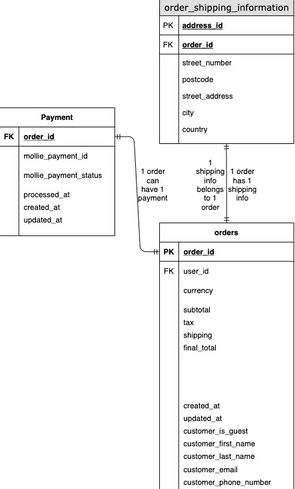 order_shipping_information
PK address_id
FK order_id
street_number
postcode
street_address
city
country
Payment
FK order_id
mollie_payment_id
mollie_payment_status
processed_at
created_at
updated_at
1 order
can
have 1
payment
1
shipping
info
belongs
to 1
order
1 order
has 1
shipping
info
orders
PK order_id
FK user_id
currency
subtotal
tax
shipping
final_total
created_at
updated_at
customer_is_guest
customer_first_name
customer_last_name
customer_email
customer_phone_number